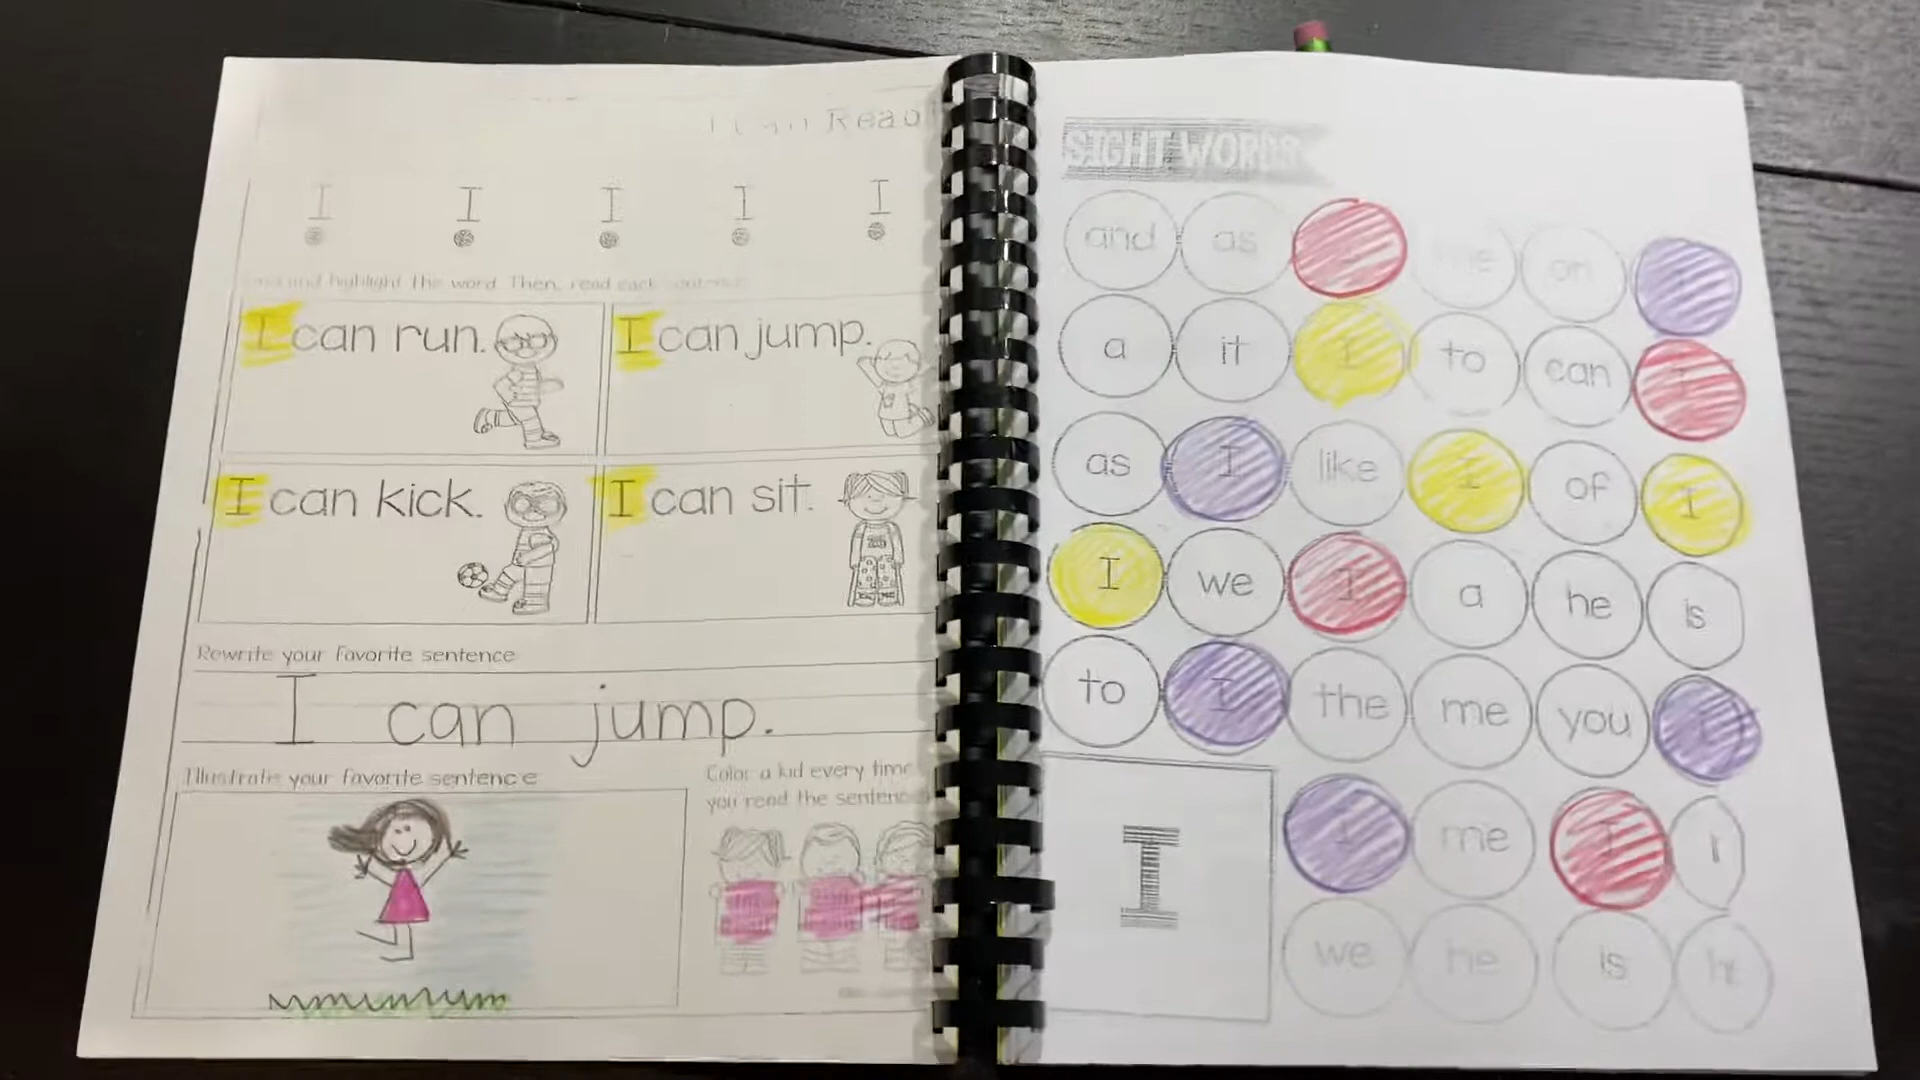 I Can Read
I I I I I
and highlight the word. Then, read each sentence
I can run.
I can jump.
I can kick.
I can sit.
Rewrite your favorite sentence
I can jump.
Illustrate your favorite sentence
Color a kid every time
you read the sentence
SIGHT WORDS
and as I me on
a it I to can I
as I like I of I
I we I a he is
to I the me you I
I me I I
we he is
I